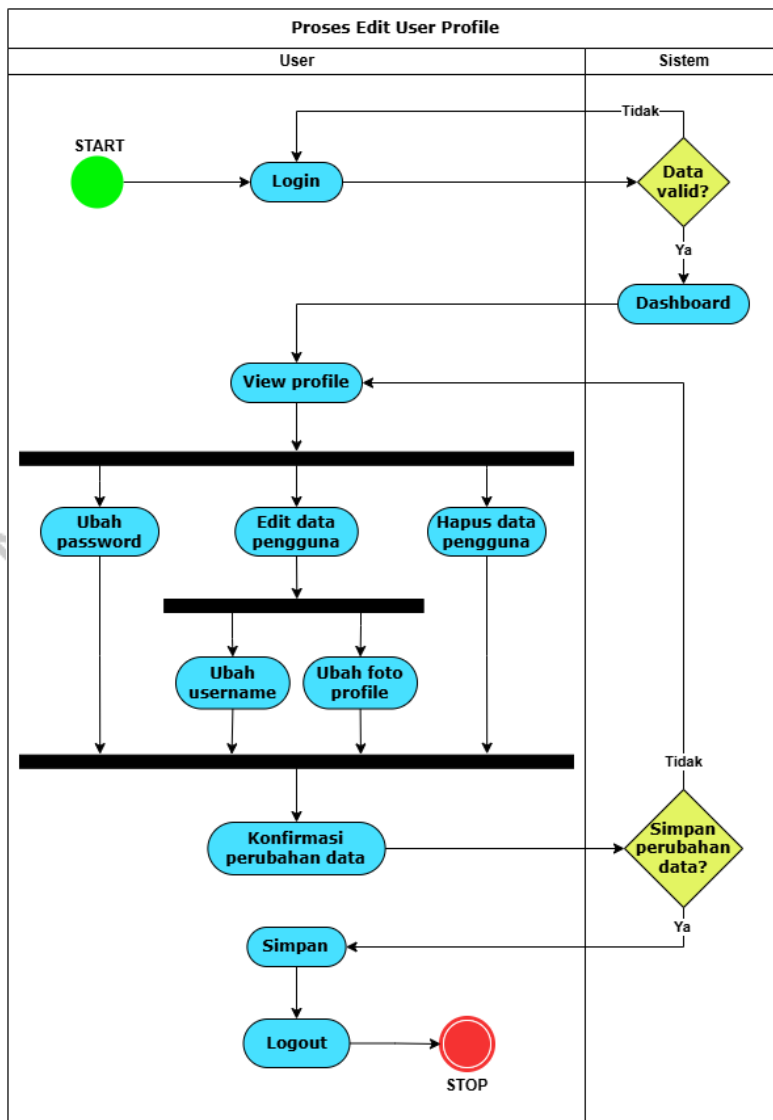 Proses Edit User Profile
User
Sistem
Tidak
START
Login
Data
valid?
Ya
Dashboard
View profile
Ubah
password
Edit data
pengguna
Hapus data
pengguna
Ubah
username
Ubah foto
profile
Tidak
Konfirmasi
perubahan data
Simpan
perubahan
data?
Ya
Simpan
Logout
STOP